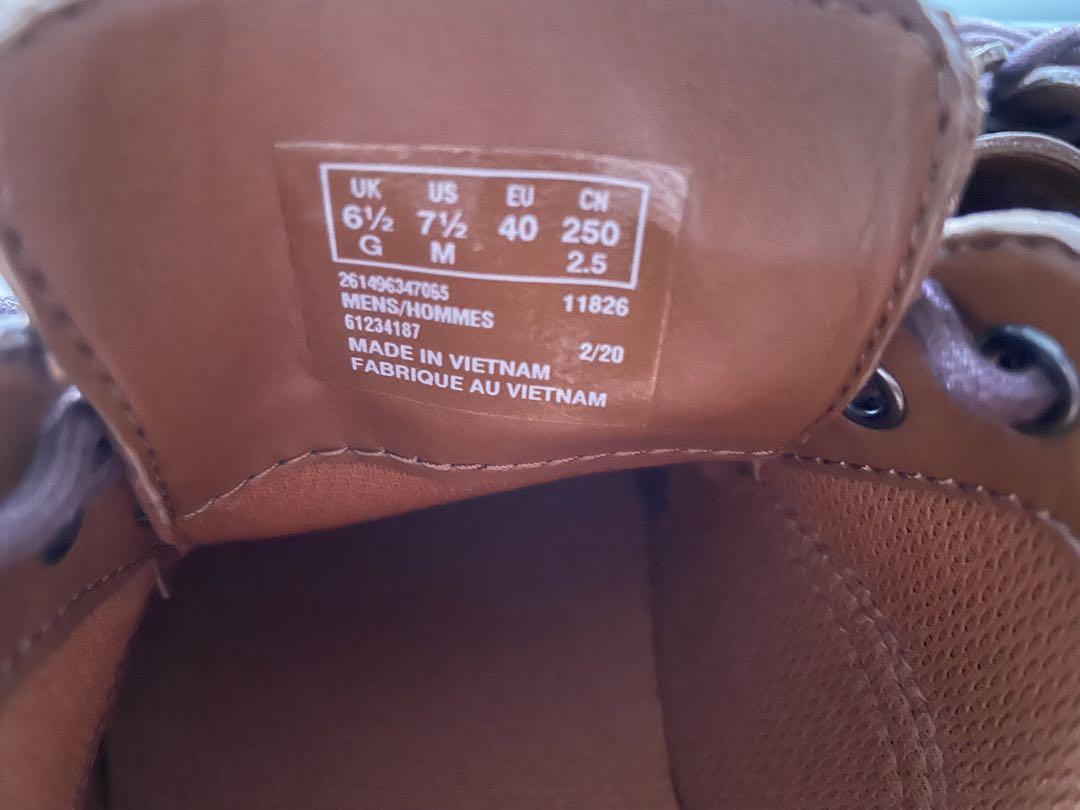 UK US EU CN
6½ 7½ 40 250
G M 2.5
261496347065 11826
MENS/HOMMES
61234187 2/20
MADE IN VIETNAM
FABRIQUE AU VIETNAM